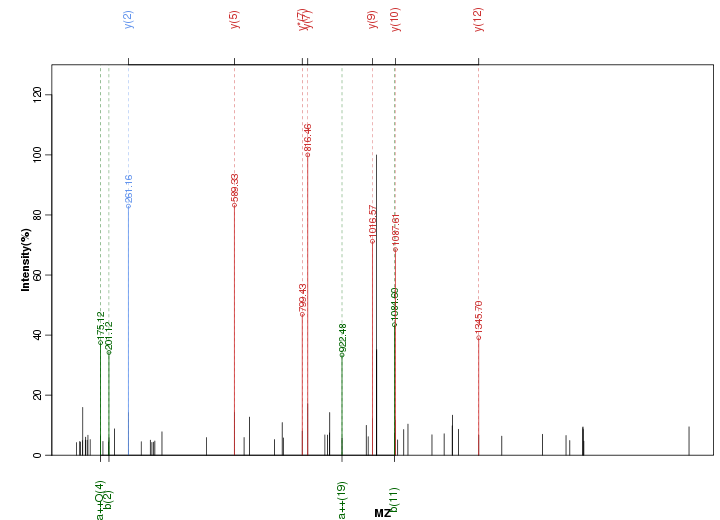 y(2)
y(5)
y*(7)
y(7)
y(9)
y(10)
y(12)
Intensity(%)
0
20
40
60
80
100
120
175.12
201.12
261.16
589.33
799.43
816.46
922.48
1016.57
1087.61
1084.60
1345.70
b(2)
a++(19)
b(11)
MZ